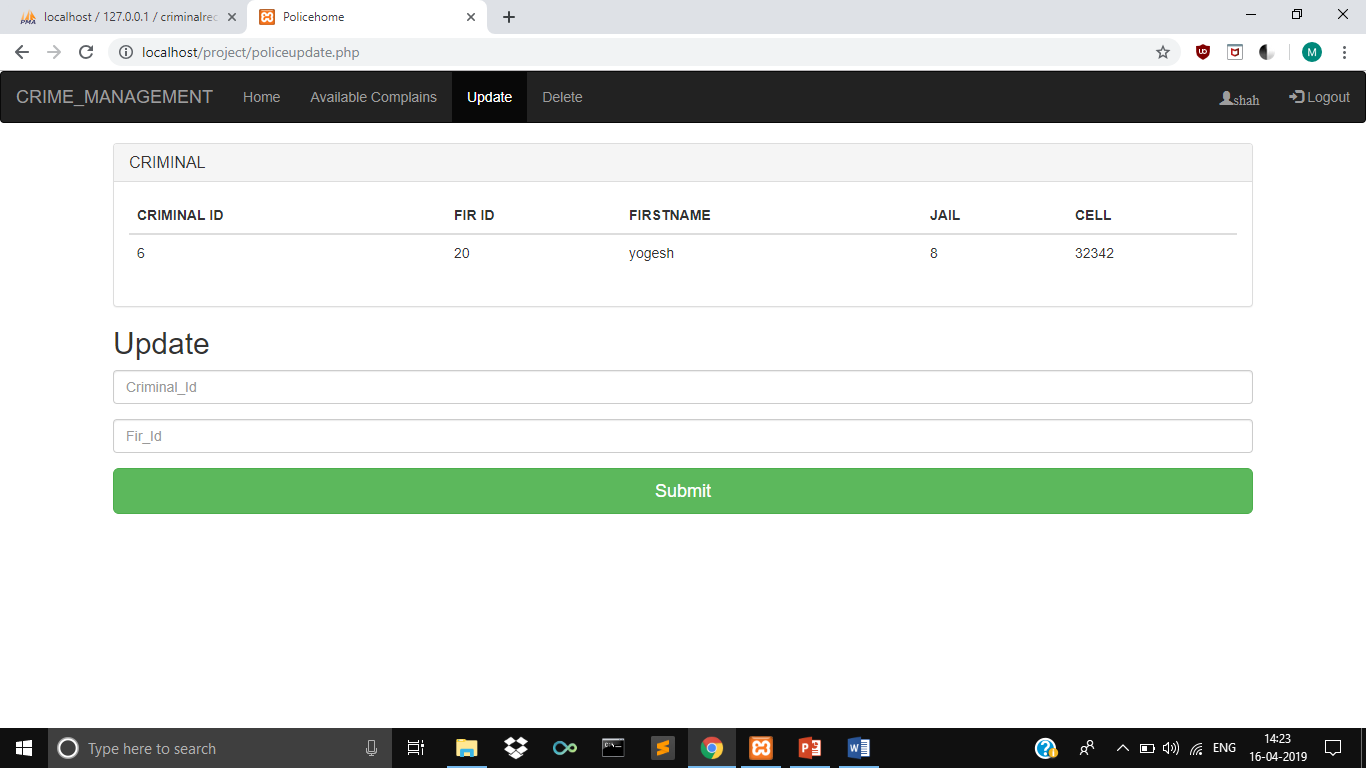 localhost / 127.0.0.1 / criminalrec
Policehome
localhost/project/policeupdate.php
M
CRIME_MANAGEMENT Home Available Complains Update Delete shah Logout
CRIMINAL
CRIMINAL ID FIR ID FIRSTNAME JAIL CELL
6 20 yogesh 8 32342
Update
Criminal_Id
Fir_Id
Submit
Type here to search
ENG
14:23
16-04-2019